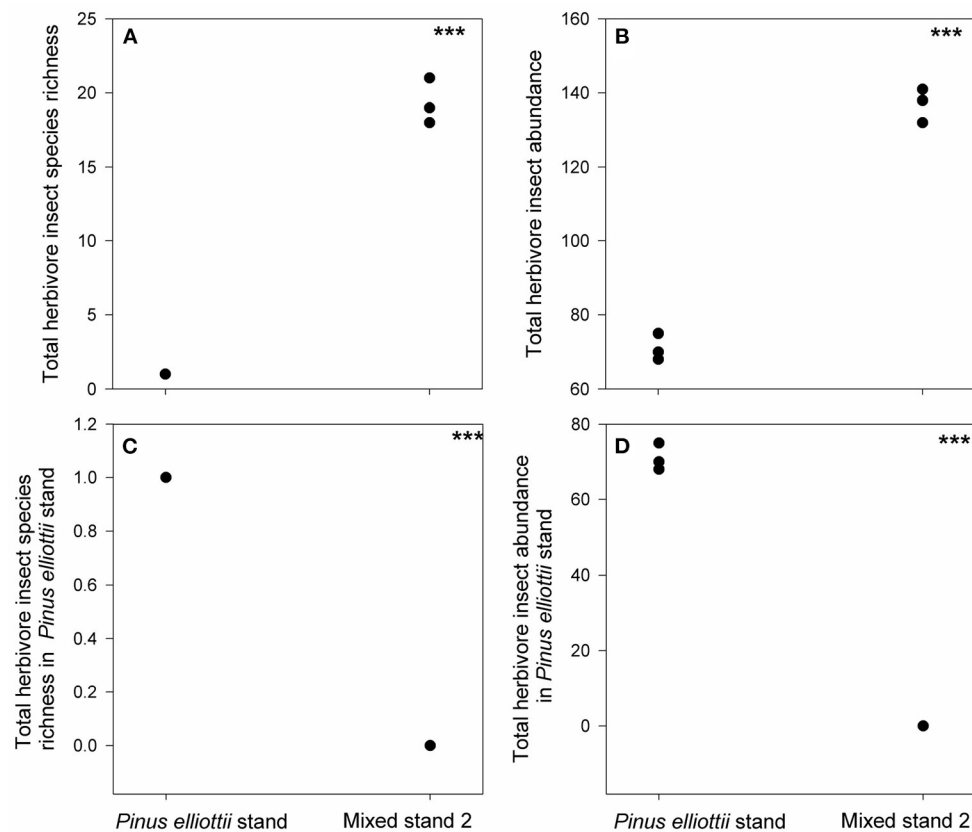 A
***
Total herbivore insect species richness
25
20
15
10
5
0
B
***
Total herbivore insect abundance
160
140
120
100
80
60
C
***
Total herbivore insect species
richness in Pinus elliottii stand
1.2
1.0
0.8
0.6
0.4
0.2
0.0
Pinus elliottii stand
Mixed stand 2
D
***
Total herbivore insect abundance
in Pinus elliottii stand
80
60
40
20
0
Pinus elliottii stand
Mixed stand 2